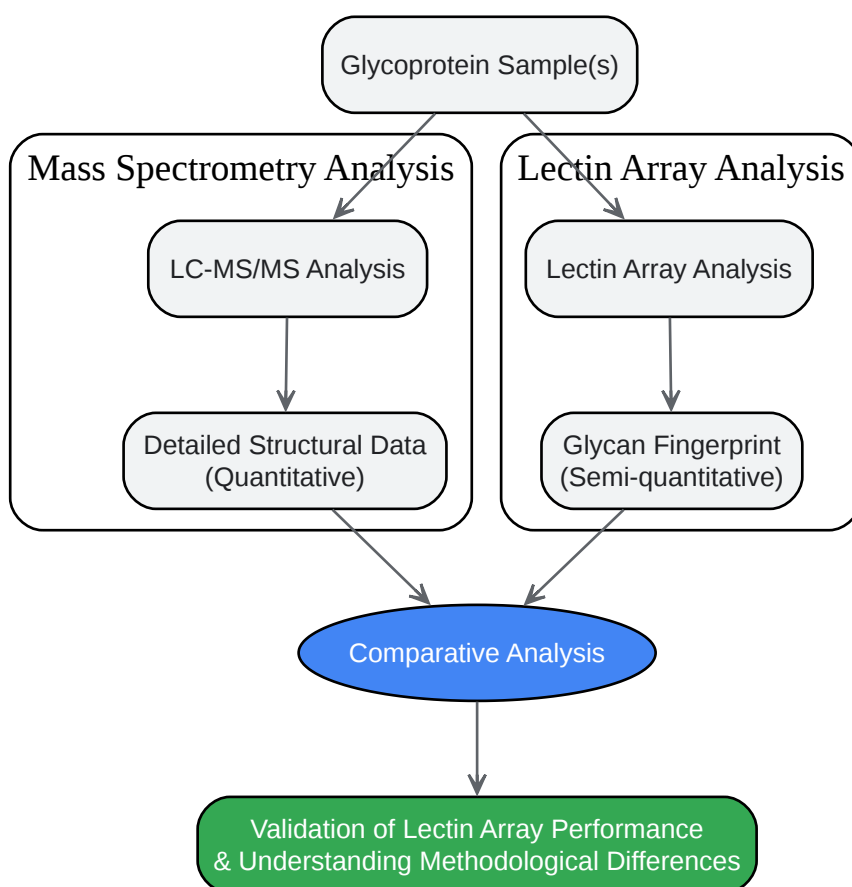 Glycoprotein Sample(s)
Mass Spectrometry Analysis
Lectin Array Analysis
LC-MS/MS Analysis
Lectin Array Analysis
Detailed Structural Data
(Quantitative)
Glycan Fingerprint
(Semi-quantitative)
Comparative Analysis
Validation of Lectin Array Performance
& Understanding Methodological Differences